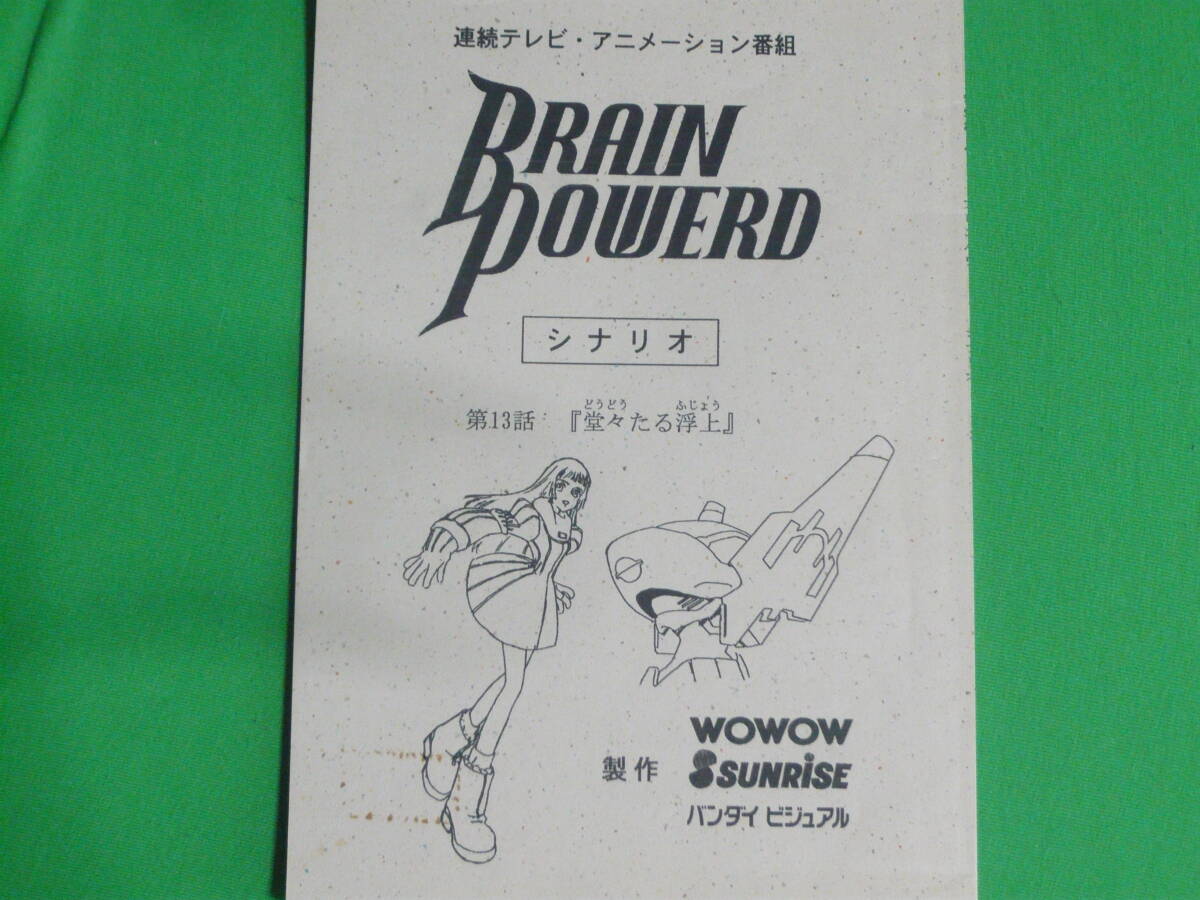 連続テレビ・アニメーション番組
BRAIN
POWERD
シナリオ
どうどう ふじょう
第13話 『堂々たる浮上』
WOWOW
製作 SUNRISE
バンダイ ビジュアル